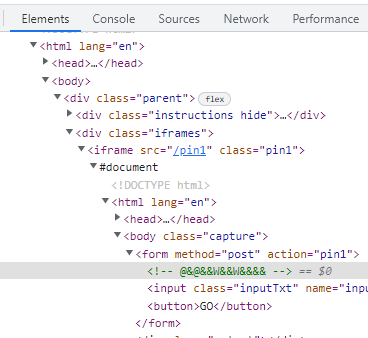 Elements Console Sources Network Performance
<html lang="en">
<head>…</head>
<body>
<div class="parent"> flex
<div class="instructions hide">…</div>
<div class="iframes">
<iframe src="/pin1" class="pin1">
#document
<!DOCTYPE html>
<html lang="en">
<head>…</head>
<body class="capture">
<form method="post" action="pin1">
<!-- @&@&&W&&W&&&& --> == $0
<input class="inputTxt" name="inpu
<button>GO</button>
</form>